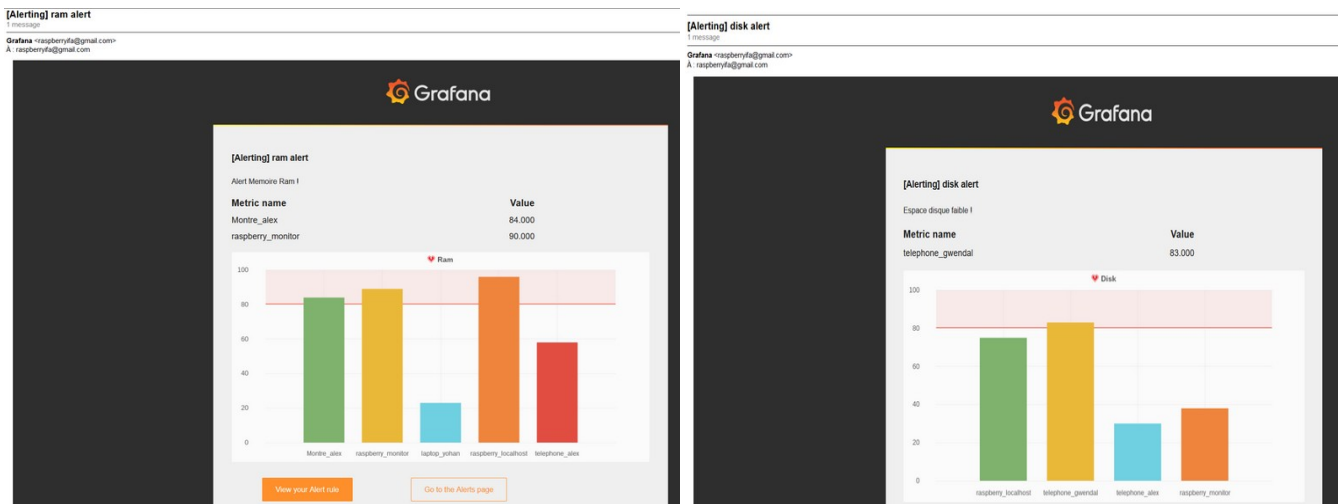 [Alerting] ram alert
1 message
Grafana <raspberryifa@gmail.com>
À : raspberryifa@gmail.com
Grafana
[Alerting] ram alert
Alert Memoire Ram !
Metric name Value
Montre_alex 84.000
raspberry_monitor 90.000
Ram
100
80
60
40
20
0
Montre_alex raspberry_monitor laptop_yohan raspberry_localhost telephone_alex
View your Alert rule
Go to the Alerts page
[Alerting] disk alert
1 message
Grafana <raspberryifa@gmail.com>
À : raspberryifa@gmail.com
Grafana
[Alerting] disk alert
Espace disque faible !
Metric name Value
telephone_gwendal 83.000
Disk
100
80
60
40
20
0
raspberry_localhost telephone_gwendal telephone_alex raspberry_monitor